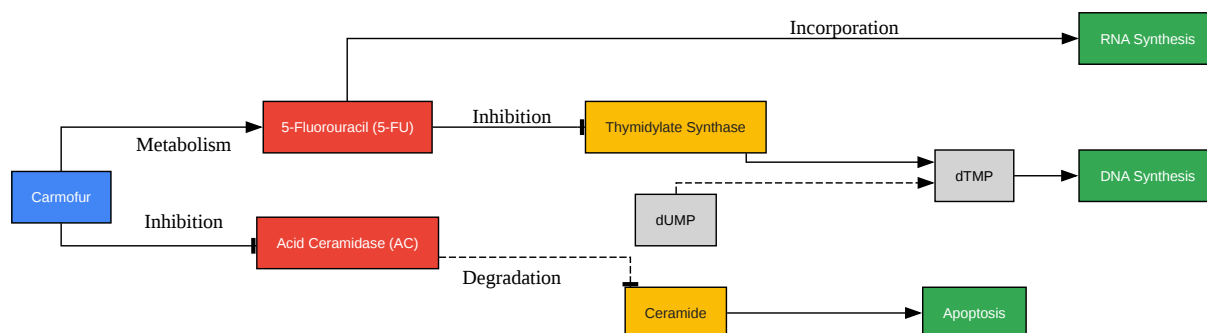 Incorporation
RNA Synthesis
5-Fluorouracil (5-FU)
Inhibition
Thymidylate Synthase
Metabolism
dTMP
DNA Synthesis
Carmofur
dUMP
Inhibition
Acid Ceramidase (AC)
Degradation
Ceramide
Apoptosis